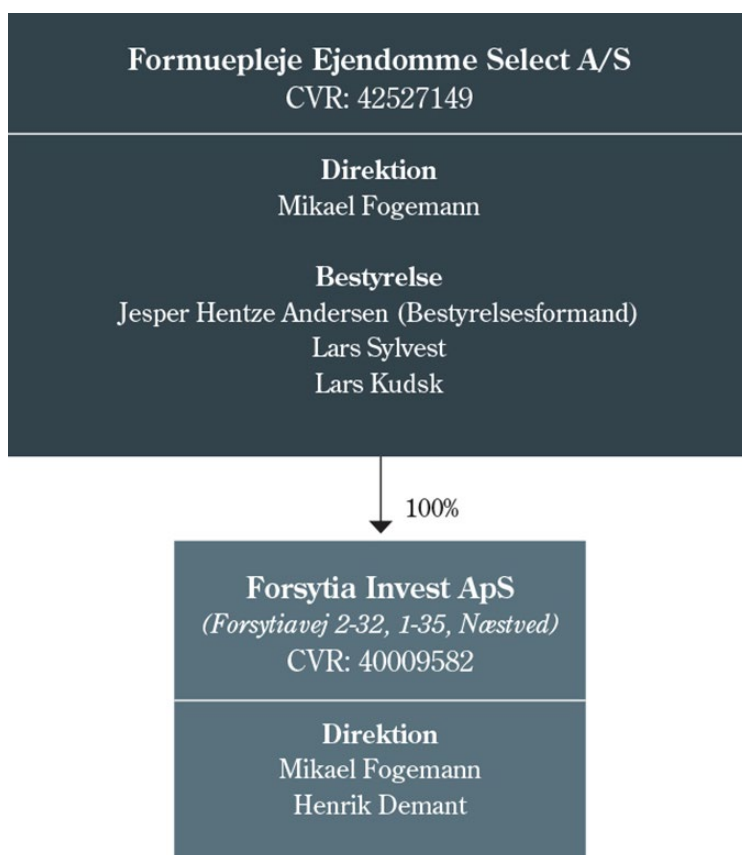 Formuepleje Ejendomme Select A/S
CVR: 42527149
Direktion
Mikael Fogemann
Bestyrelse
Jesper Hentze Andersen (Bestyrelsesformand)
Lars Sylvest
Lars Kudsk
100%
Forsytia Invest ApS
(Forsytiavej 2-32, 1-35, Næstved)
CVR: 40009582
Direktion
Mikael Fogemann
Henrik Demant